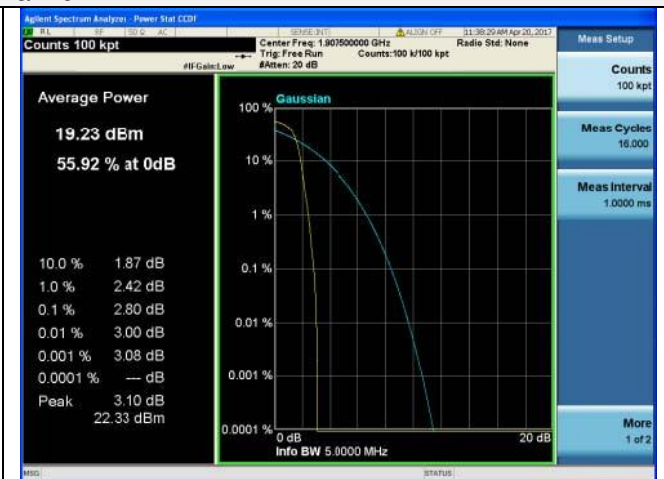 Agilent Spectrum Analyzer - Power Stat CCDF
RL RF 50 Ω AC SENSE:INT ALIGN OFF 11:38:29 AM Apr 20, 2017
Counts 100 kpt
Center Freq: 1.907500000 GHz
Radio Std: None
Trig: Free Run Counts:100 k/100 kpt
#IFGain:Low #Atten: 20 dB
Meas Setup
Counts
100 kpt
Meas Cycles
16.000
Meas Interval
1.0000 ms
More
1 of 2
Average Power
19.23 dBm
55.92 % at 0dB
10.0 % 1.87 dB
1.0 % 2.42 dB
0.1 % 2.80 dB
0.01 % 3.00 dB
0.001 % 3.08 dB
0.0001 % --- dB
Peak 3.10 dB
22.33 dBm
Gaussian
100 %
10 %
1 %
0.1 %
0.01 %
0.001 %
0.0001 %
0 dB 20 dB
Info BW 5.0000 MHz
MSG STATUS